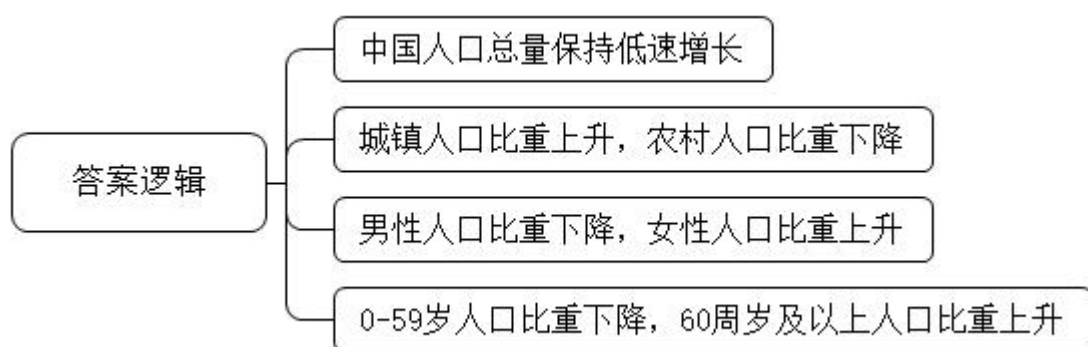 中国人口总量保持低速增长
城镇人口比重上升，农村人口比重下降
答案逻辑
男性人口比重下降，女性人口比重上升
0-59岁人口比重下降，60周岁及以上人口比重上升